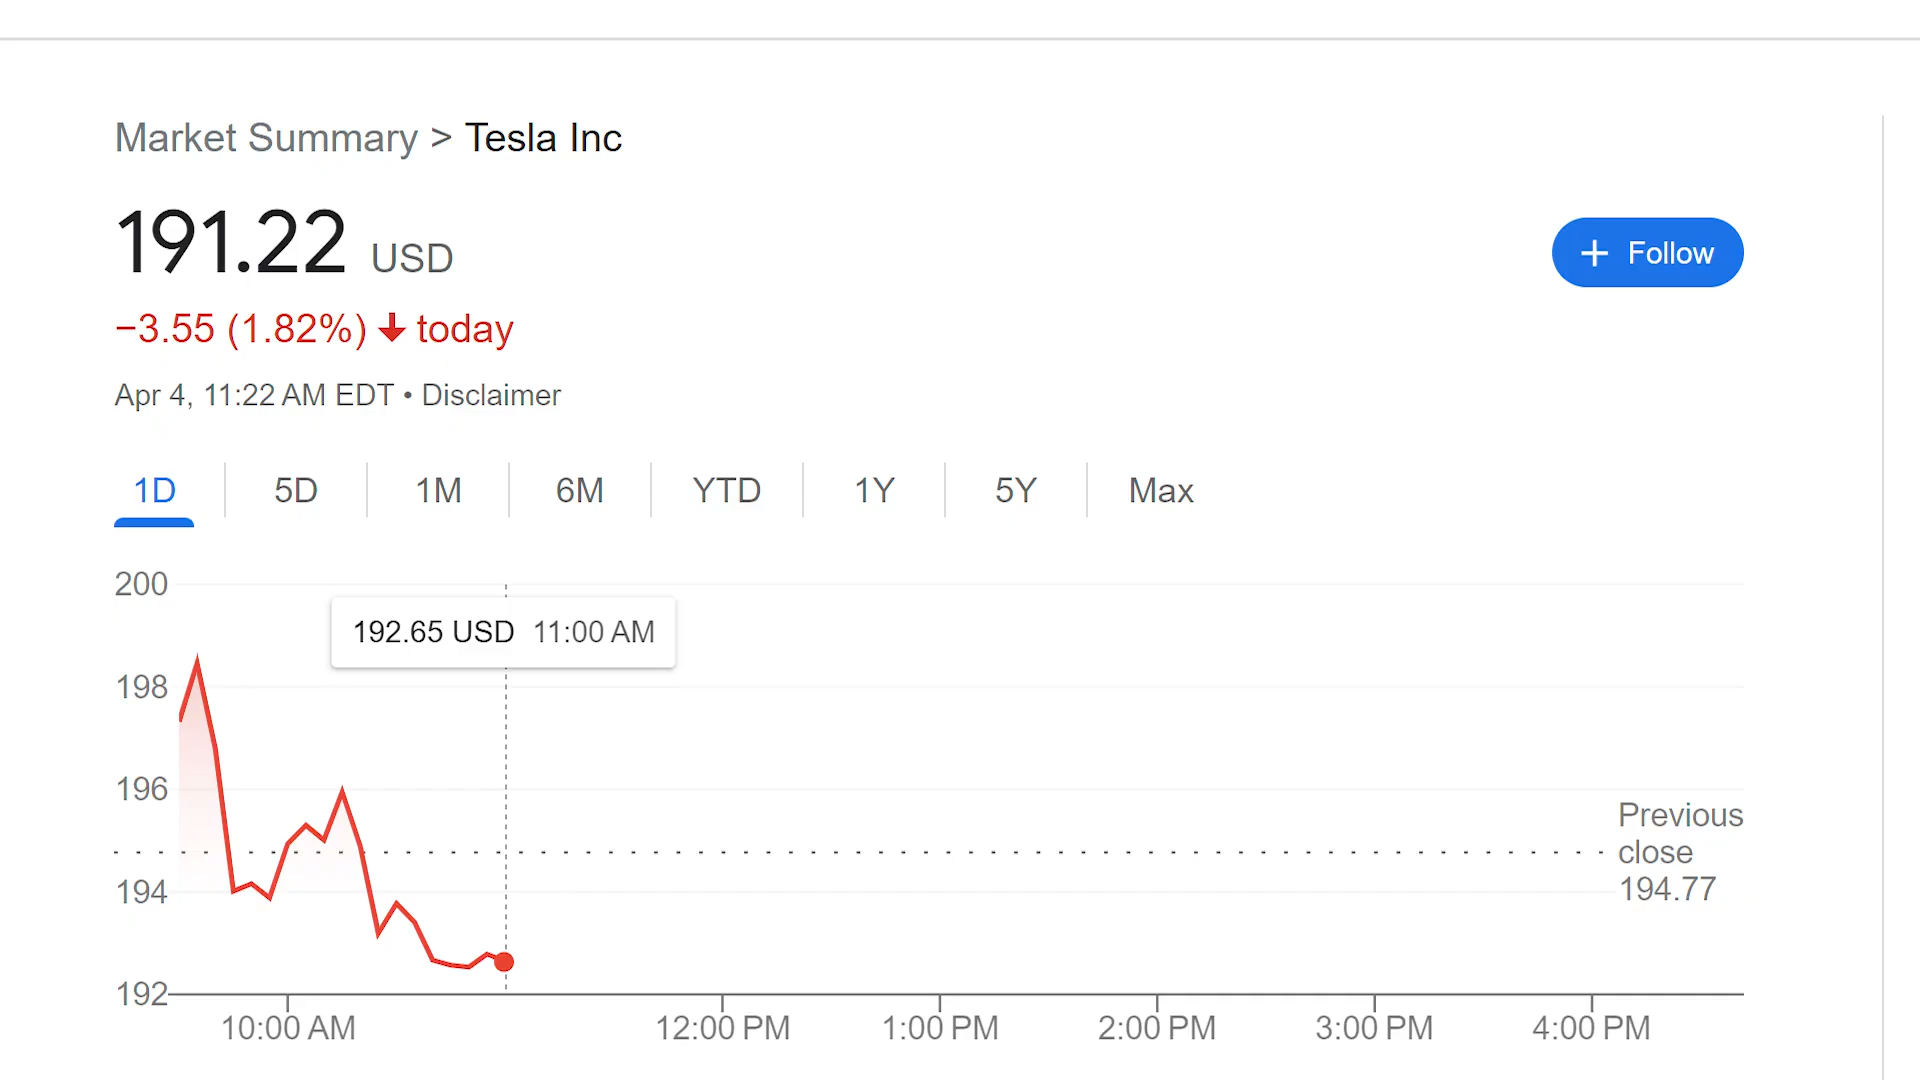 Market Summary > Tesla Inc
191.22 USD
+ Follow
−3.55 (1.82%) ↓ today
Apr 4, 11:22 AM EDT • Disclaimer
1D 5D 1M 6M YTD 1Y 5Y Max
200
192.65 USD 11:00 AM
198
196
Previous
close
194.77
194
192
10:00 AM 12:00 PM 1:00 PM 2:00 PM 3:00 PM 4:00 PM